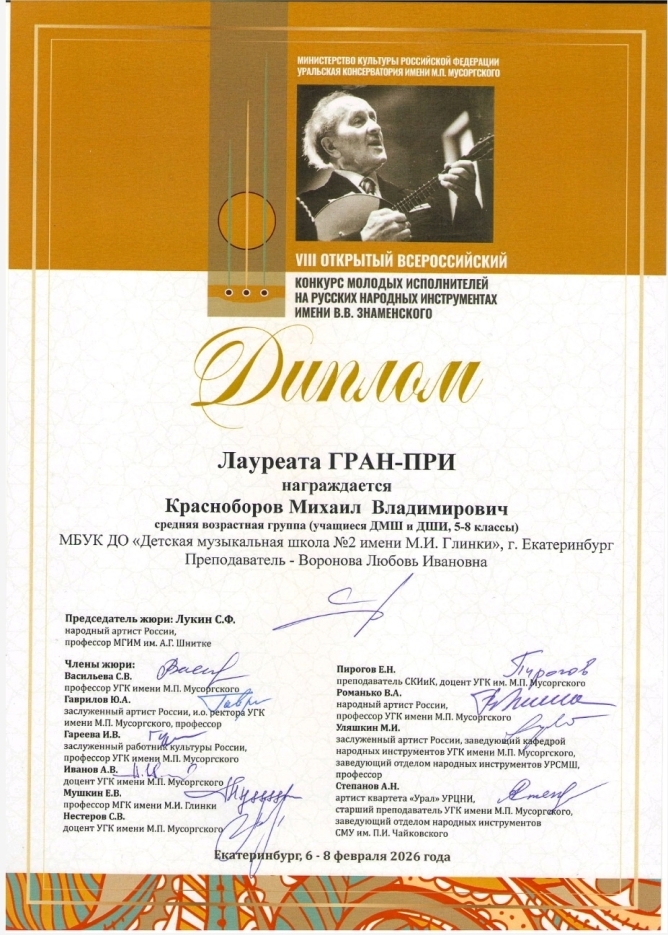 МИНИСТЕРСТВО КУЛЬТУРЫ РОССИЙСКОЙ ФЕДЕРАЦИИ
УРАЛЬСКАЯ КОНСЕРВАТОРИЯ ИМЕНИ М.П. МУСОРГСКОГО
VIII ОТКРЫТЫЙ ВСЕРОССИЙСКИЙ
КОНКУРС МОЛОДЫХ ИСПОЛНИТЕЛЕЙ
НА РУССКИХ НАРОДНЫХ ИНСТРУМЕНТАХ
ИМЕНИ В.В. ЗНАМЕНСКОГО
Диплом
Лауреата ГРАН-ПРИ
награждается
Красноборов Михаил Владимирович
средняя возрастная группа (учащиеся ДМШ и ДШИ, 5-8 классы)
МБУК ДО «Детская музыкальная школа №2 имени М.И. Глинки», г. Екатеринбург
Преподаватель - Воронова Любовь Ивановна
Председатель жюри: Лукин С.Ф.
народный артист России,
профессор МГИМ им. А.Г. Шнитке
Члены жюри:
Васильева С.В.
профессор УГК имени М.П. Мусоргского
Гаврилов Ю.А.
заслуженный артист России, и.о. ректора УГК
имени М.П. Мусоргского, профессор
Гареева И.В.
заслуженный работник культуры России,
профессор УГК имени М.П. Мусоргского
Иванов А.В.
доцент УГК имени М.П. Мусоргского
Мушкин Е.В.
профессор МГК имени М.И. Глинки
Нестеров С.В.
доцент УГК имени М.П. Мусоргского
Пирогов Е.Н.
преподаватель СКИиК, доцент УГК им. М.П. Мусоргского
Романько В.А.
народный артист России,
профессор УГК имени М.П. Мусоргского
Уляшкин М.И.
заслуженный артист России, заведующий кафедрой
народных инструментов УГК имени М.П. Мусоргского,
заведующий отделом народных инструментов УРСМШ,
профессор
Степанов А.Н.
артист квартета «Урал» УРЦНИ,
старший преподаватель УГК имени М.П. Мусоргского,
заведующий отделом народных инструментов
СМУ им. П.И. Чайковского
Екатеринбург, 6 - 8 февраля 2026 года